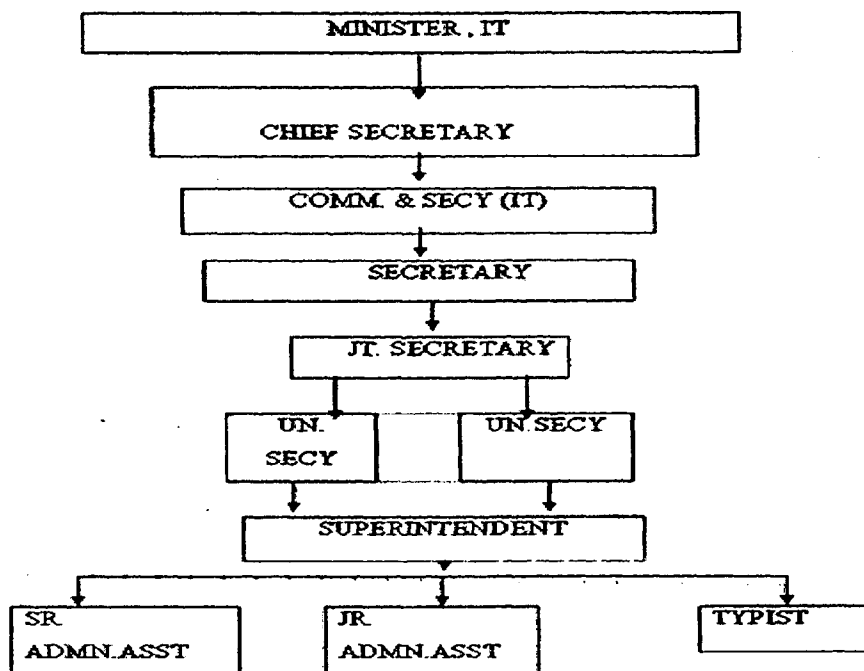 MINISTER, IT
CHIEF SECRETARY
COMM. & SECY (IT)
SECRETARY
JT. SECRETARY
UN.
SECY
UN.SECY
SUPERINTENDENT
SR
ADMN.ASST
JR
ADMN.ASST
TYPIST